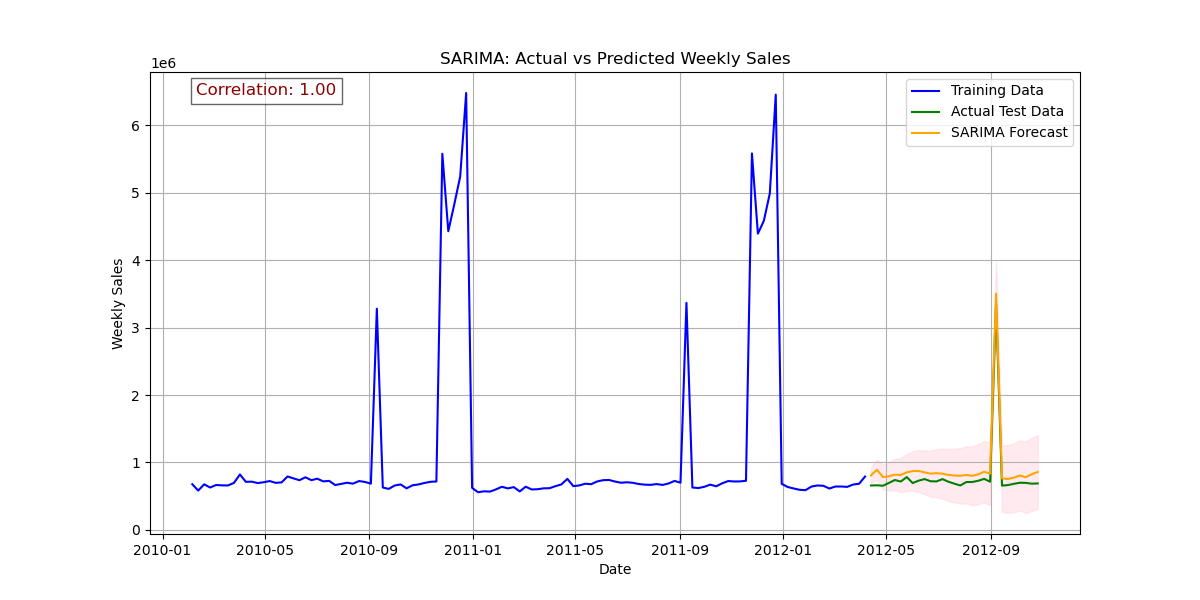 SARIMA: Actual vs Predicted Weekly Sales
1e6
Correlation: 1.00
Training Data
Actual Test Data
SARIMA Forecast
6
5
4
3
2
1
0
Weekly Sales
2010-01
2010-05
2010-09
2011-01
2011-05
2011-09
2012-01
2012-05
2012-09
Date